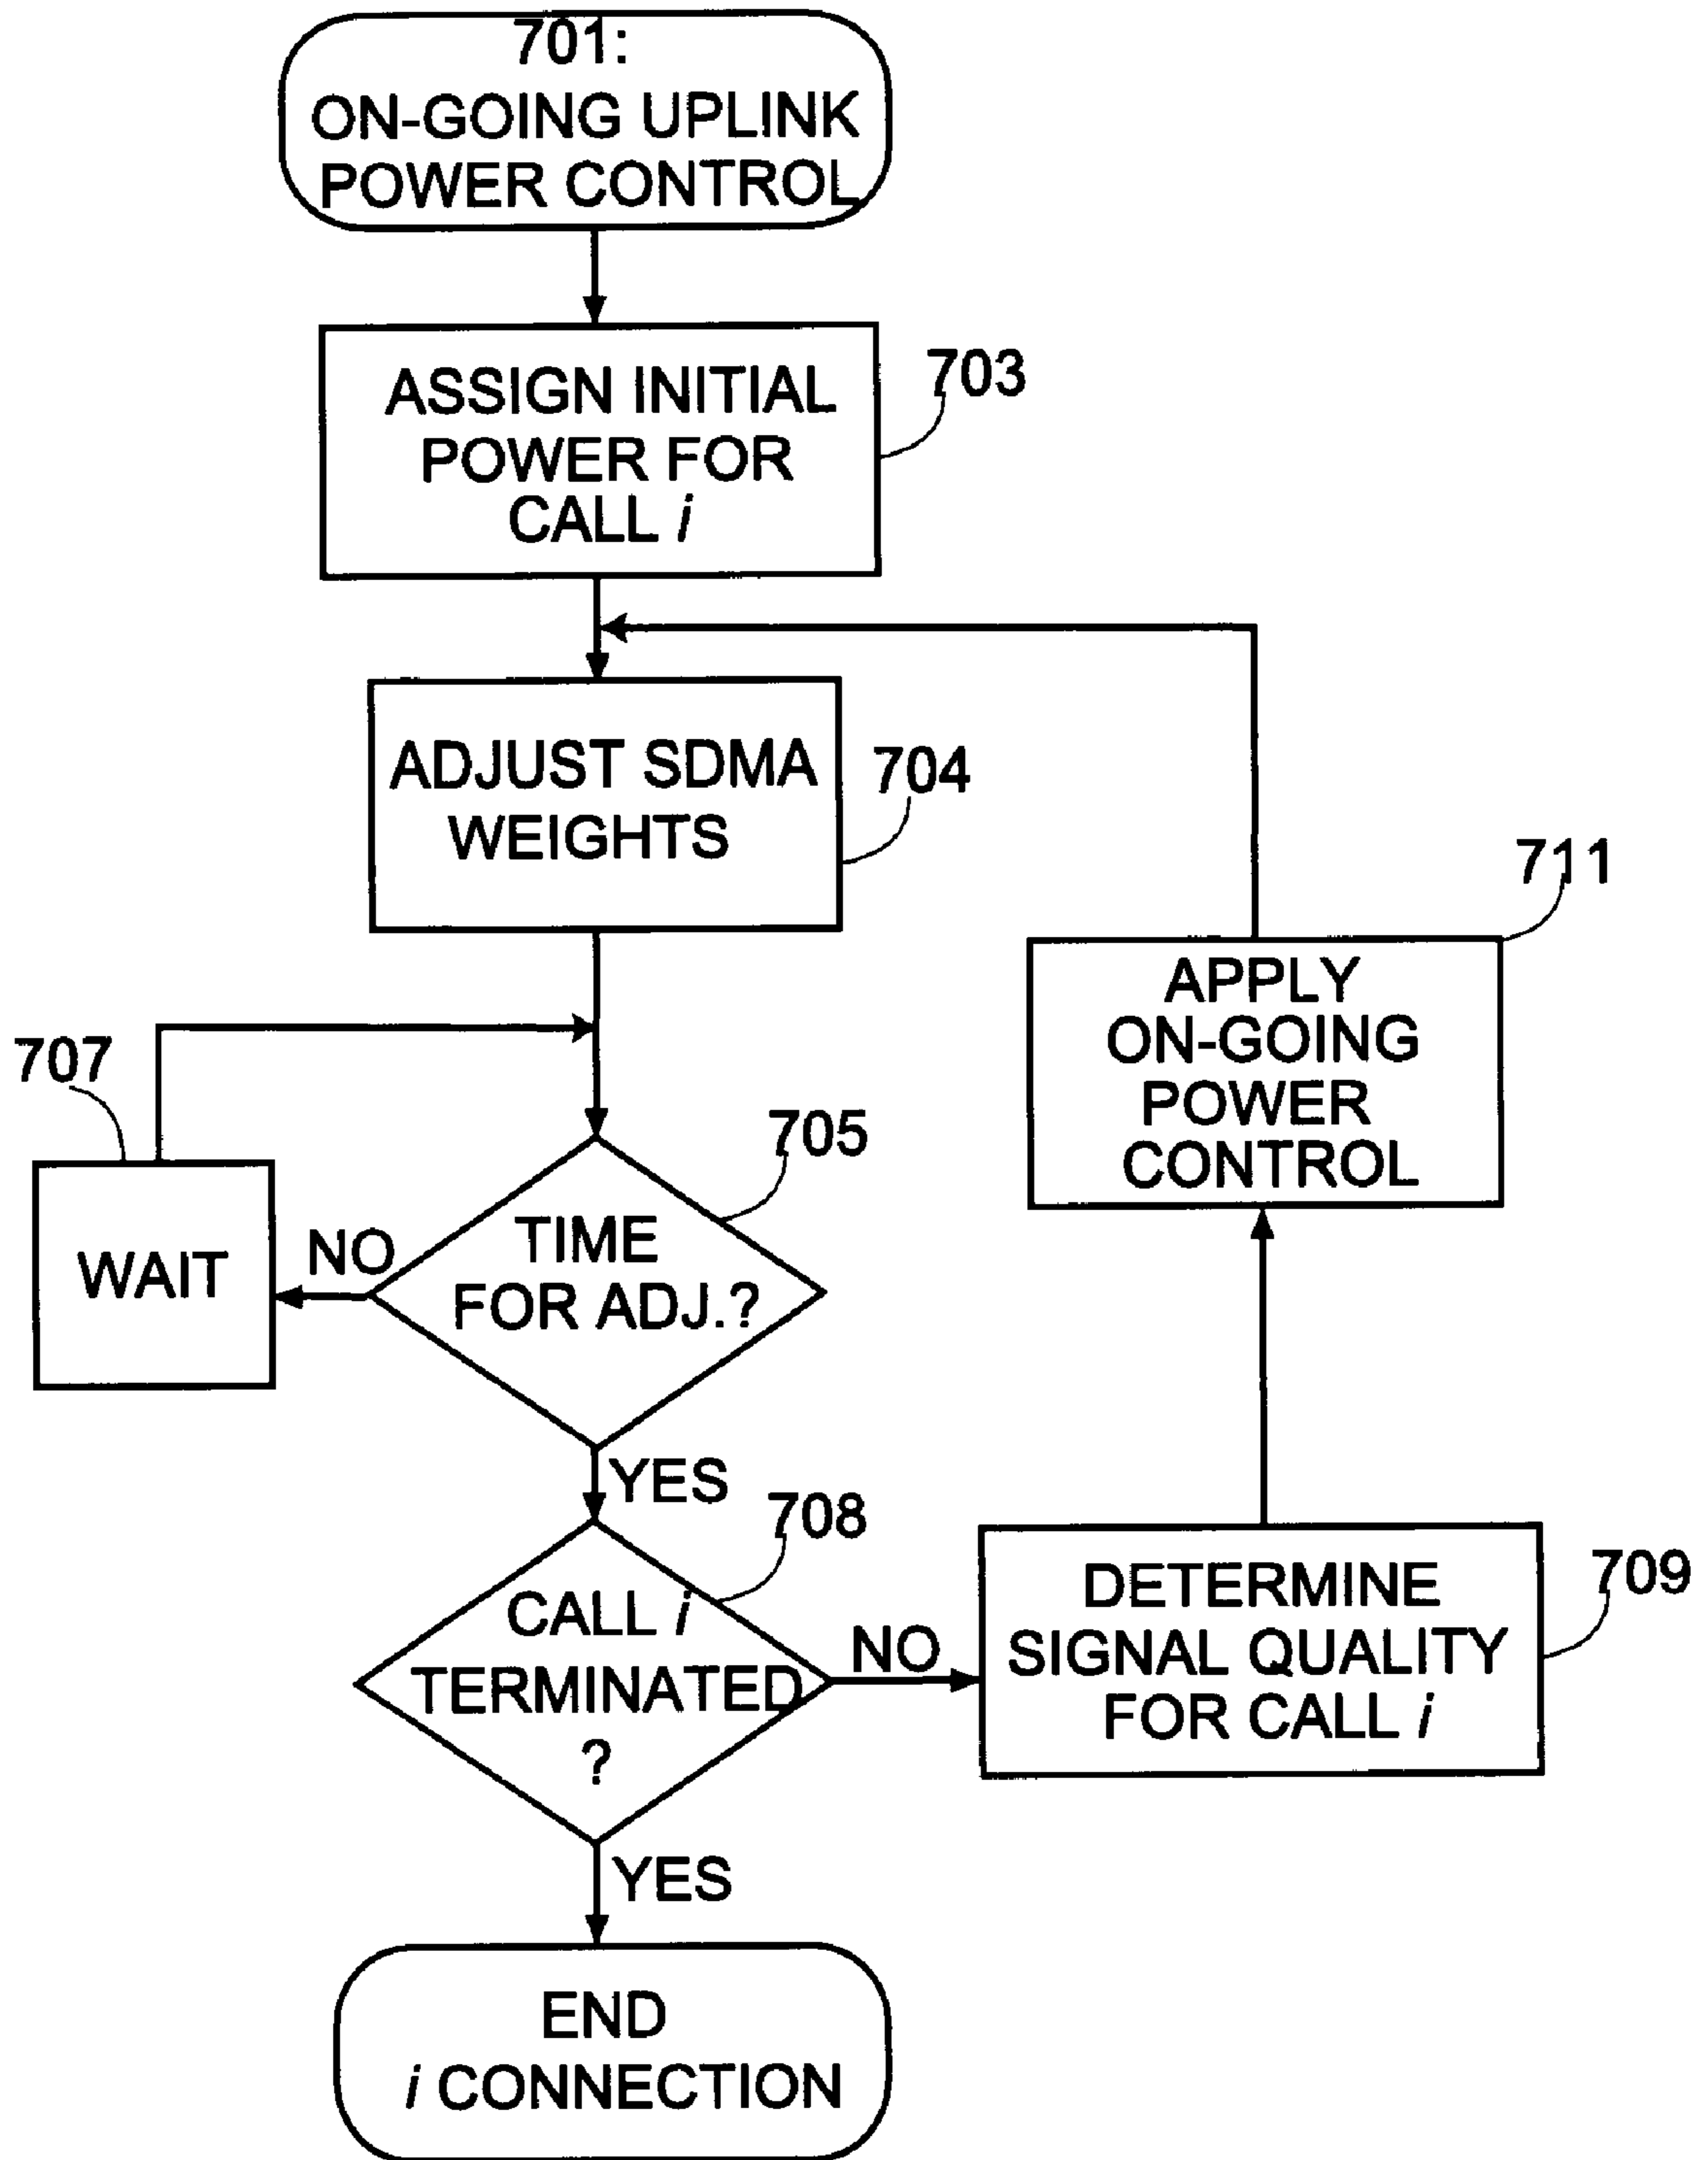 701:
ON-GOING UPLINK
POWER CONTROL
ASSIGN INITIAL
POWER FOR
CALL i
703
ADJUST SDMA
WEIGHTS
704
711
APPLY
ON-GOING
POWER
CONTROL
707
WAIT
NO
705
TIME
FOR ADJ.?
YES
708
CALL i
TERMINATED
?
NO
DETERMINE
SIGNAL QUALITY
FOR CALL i
709
YES
END
i CONNECTION